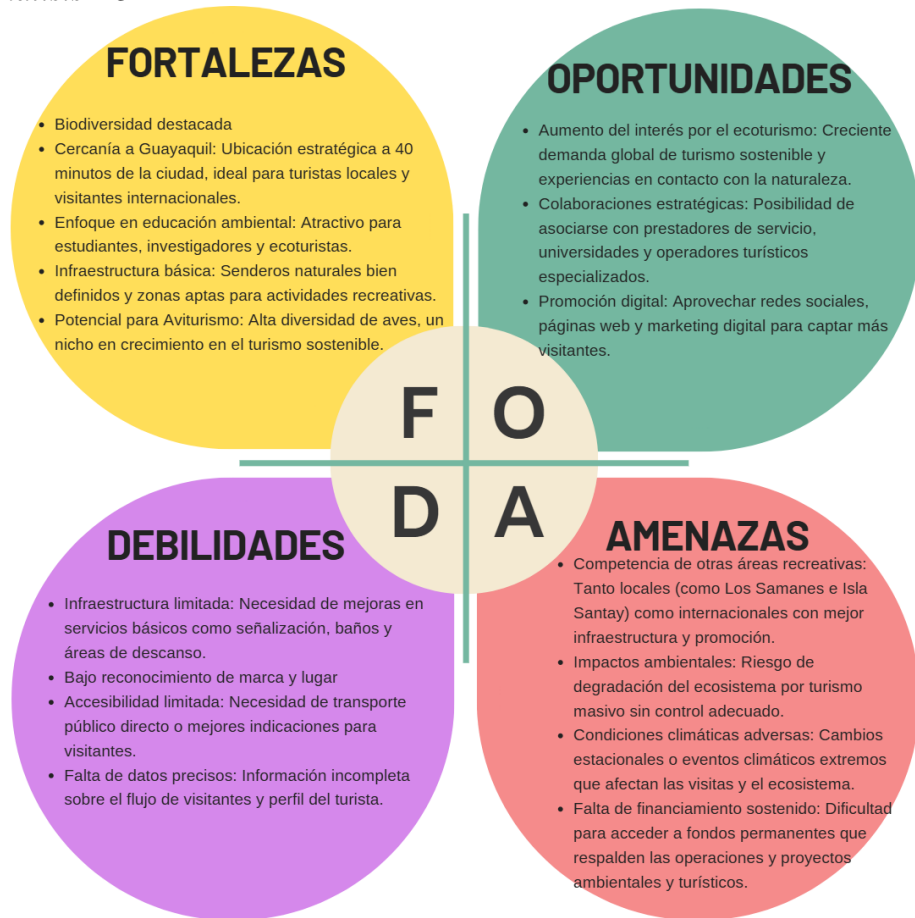 FORTALEZAS
• Biodiversidad destacada
• Cercanía a Guayaquil: Ubicación estratégica a 40
minutos de la ciudad, ideal para turistas locales y
visitantes internacionales.
• Enfoque en educación ambiental: Atractivo para
estudiantes, investigadores y ecoturistas.
• Infraestructura básica: Senderos naturales bien
definidos y zonas aptas para actividades recreativas.
• Potencial para Aviturismo: Alta diversidad de aves, un
nicho en crecimiento en el turismo sostenible.
OPORTUNIDADES
• Aumento del interés por el ecoturismo: Creciente
demanda global de turismo sostenible y
experiencias en contacto con la naturaleza.
• Colaboraciones estratégicas: Posibilidad de
asociarse con prestadores de servicio,
universidades y operadores turísticos
especializados.
• Promoción digital: Aprovechar redes sociales,
páginas web y marketing digital para captar más
visitantes.
F O
D A
DEBILIDADES
• Infraestructura limitada: Necesidad de mejoras en
servicios básicos como señalización, baños y
áreas de descanso.
• Bajo reconocimiento de marca y lugar
• Accesibilidad limitada: Necesidad de transporte
público directo o mejores indicaciones para
visitantes.
• Falta de datos precisos: Información incompleta
sobre el flujo de visitantes y perfil del turista.
AMENAZAS
• Competencia de otras áreas recreativas:
Tanto locales (como Los Samanes e Isla
Santay) como internacionales con mejor
infraestructura y promoción.
• Impactos ambientales: Riesgo de
degradación del ecosistema por turismo
masivo sin control adecuado.
• Condiciones climáticas adversas: Cambios
estacionales o eventos climáticos extremos
que afectan las visitas y el ecosistema.
• Falta de financiamiento sostenido: Dificultad
para acceder a fondos permanentes que
respalden las operaciones y proyectos
ambientales y turísticos.